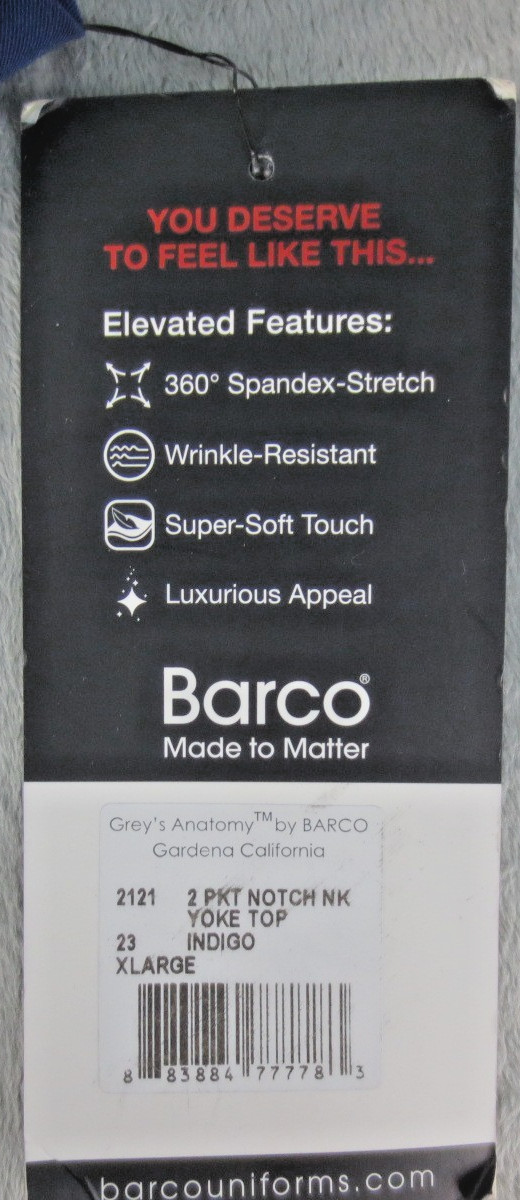 YOU DESERVE
TO FEEL LIKE THIS...
Elevated Features:
360° Spandex-Stretch
Wrinkle-Resistant
Super-Soft Touch
Luxurious Appeal
Barco®
Made to Matter
Grey's Anatomy™ by BARCO
Gardena California
2121 2 PKT NOTCH NK
YOKE TOP
23 INDIGO
XLARGE
8 83884 77778 3
barcouniforms.com